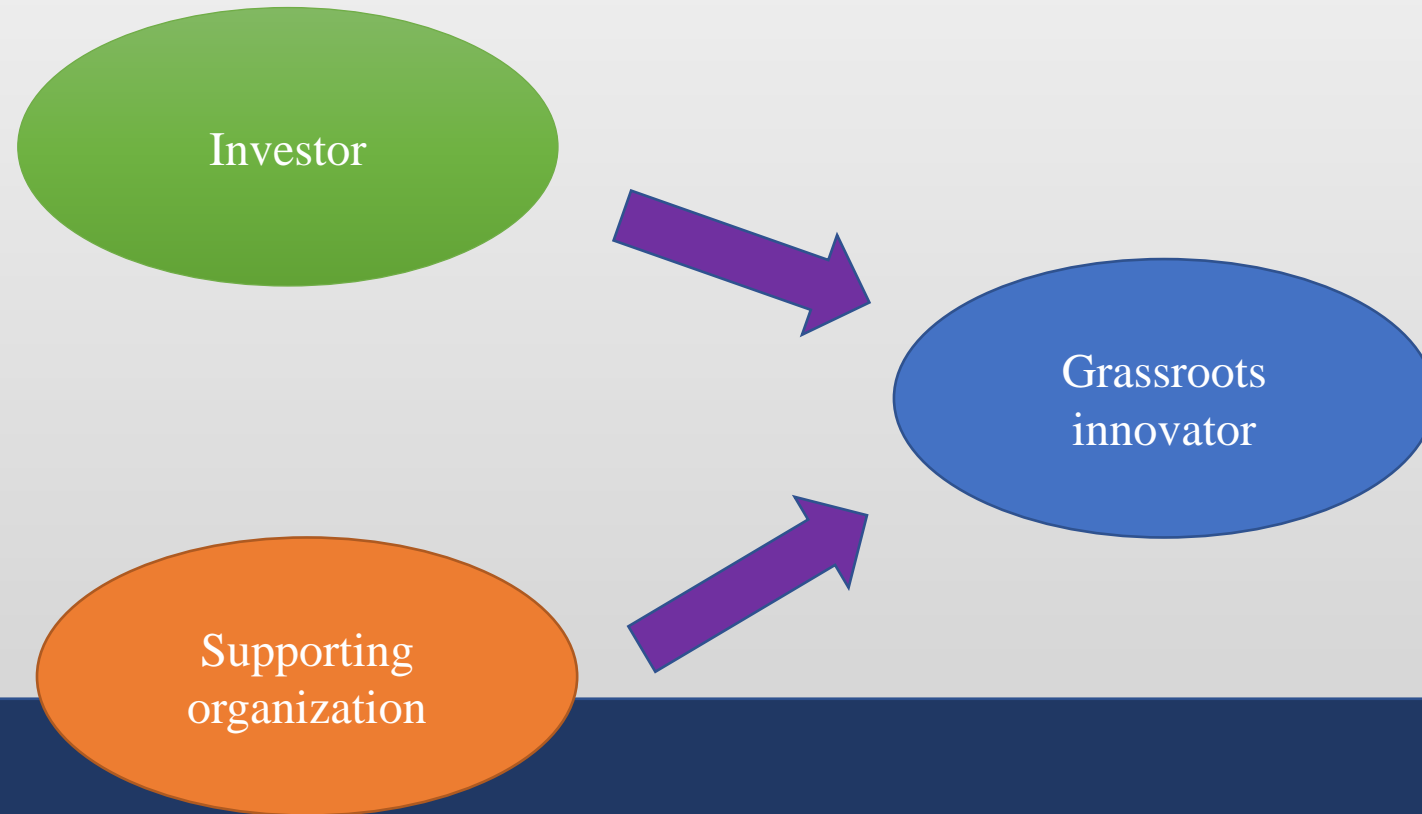 Investor
Grassroots
innovator
Supporting
organization